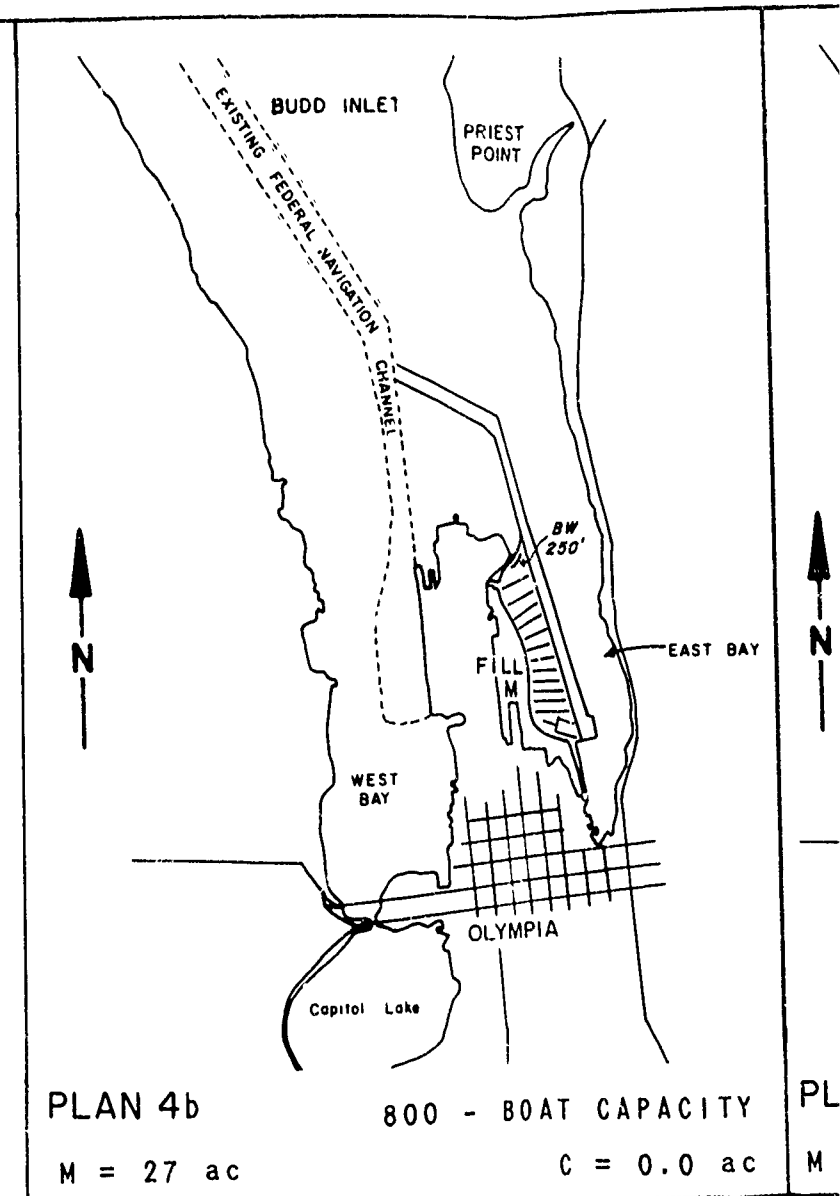 BUDD INLET
PRIEST
POINT
EXISTING FEDERAL NAVIGATION CHANNEL
BW
250'
N
N
EAST BAY
FILL
M
WEST
BAY
OLYMPIA
Capitol Lake
PLAN 4b
800 - BOAT CAPACITY
PL
M = 27 ac
C = 0.0 ac
M